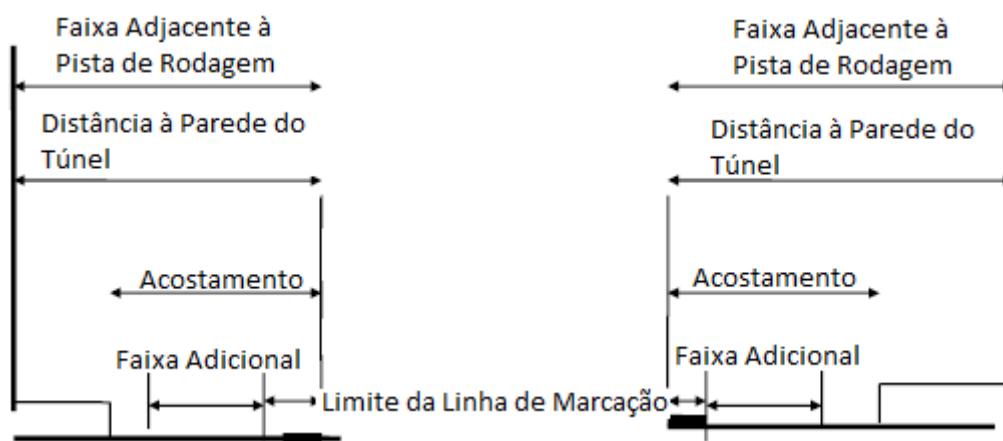 Faixa Adjacente à
Pista de Rodagem
Distância à Parede do
Túnel
Acostamento
Faixa Adicional
Limite da Linha de Marcação
Faixa Adjacente à
Pista de Rodagem
Distância à Parede do
Túnel
Acostamento
Faixa Adicional